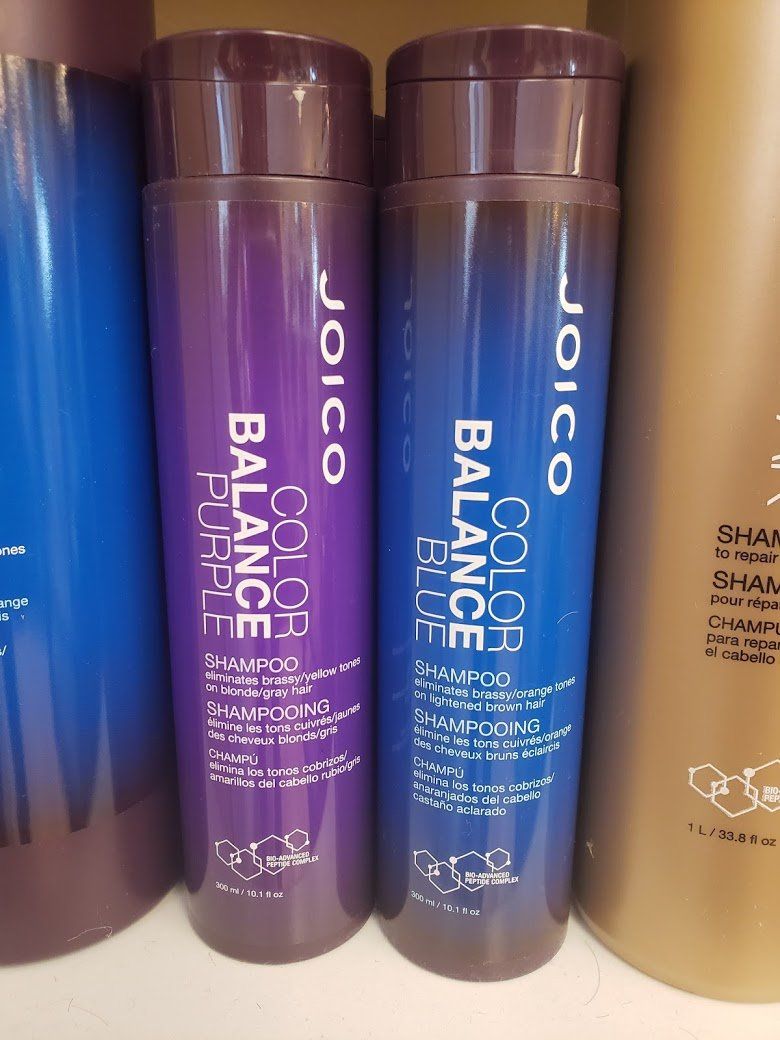 JOICO
COLOR
BALANCE
PURPLE
SHAMPOO
eliminates brassy/yellow tones
on blonde/gray hair
SHAMPOOING
élimine les tons cuivrés/jaunes
des cheveux blonds/gris
CHAMPÚ
elimina los tonos cobrizos/
amarillos del cabello rubio/gris
BIO-ADVANCED
PEPTIDE COMPLEX
300 ml / 10.1 fl oz
JOICO
COLOR
BALANCE
BLUE
SHAMPOO
eliminates brassy/orange tones
on lightened brown hair
SHAMPOOING
élimine les tons cuivrés/orange
des cheveux bruns éclaircis
CHAMPÚ
elimina los tonos cobrizos/
anaranjados del cabello
castaño aclarado
BIO-ADVANCED
PEPTIDE COMPLEX
300 ml / 10.1 fl oz
to repair
pour
CHAMPÚ
para
el cabello
1 L / 33.8 fl oz